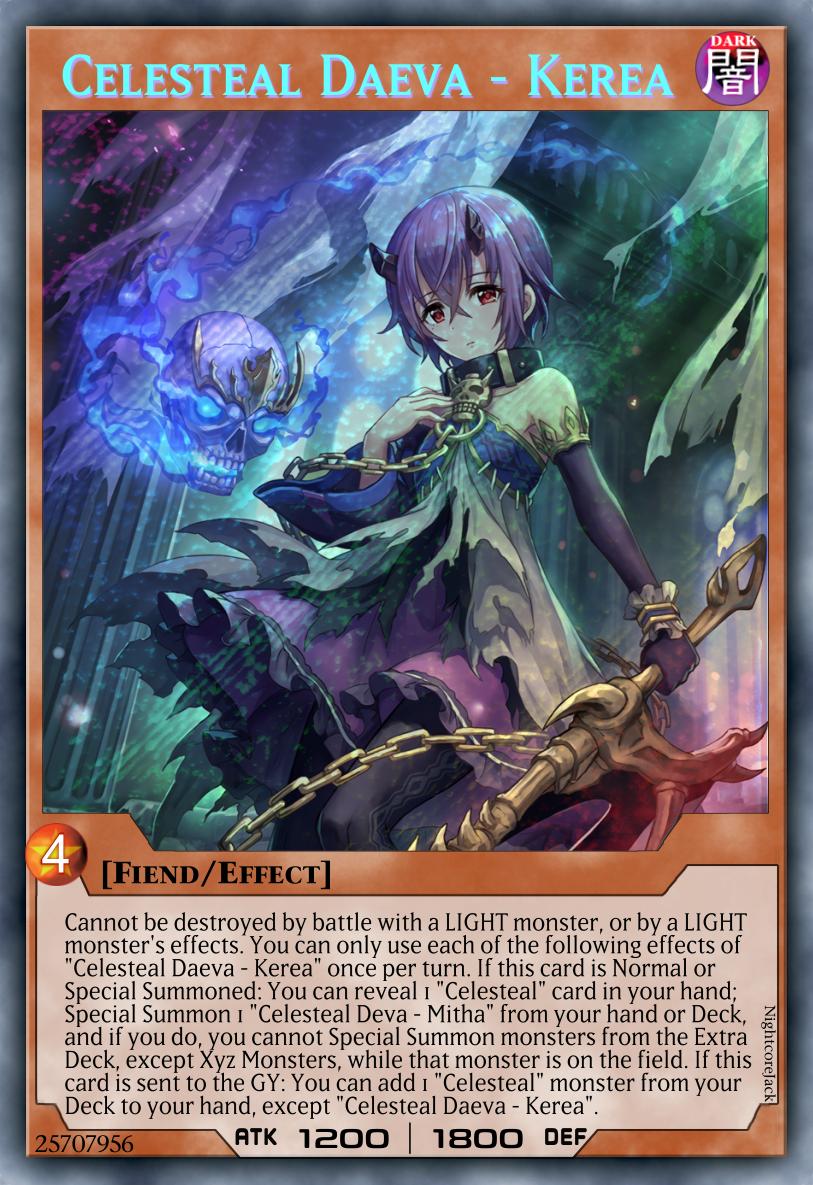 Celesteal Daeva - Kerea
DARK
闇
4
[Fiend/Effect]
Cannot be destroyed by battle with a LIGHT monster, or by a LIGHT
monster's effects. You can only use each of the following effects of
"Celesteal Daeva - Kerea" once per turn. If this card is Normal or
Special Summoned: You can reveal 1 "Celesteal" card in your hand;
Special Summon 1 "Celesteal Deva - Mitha" from your hand or Deck,
and if you do, you cannot Special Summon monsters from the Extra
Deck, except Xyz Monsters, while that monster is on the field. If this
card is sent to the GY: You can add 1 "Celesteal" monster from your
Deck to your hand, except "Celesteal Daeva - Kerea".
NightcoreJack
25707956
ATK 1200 | 1800 DEF